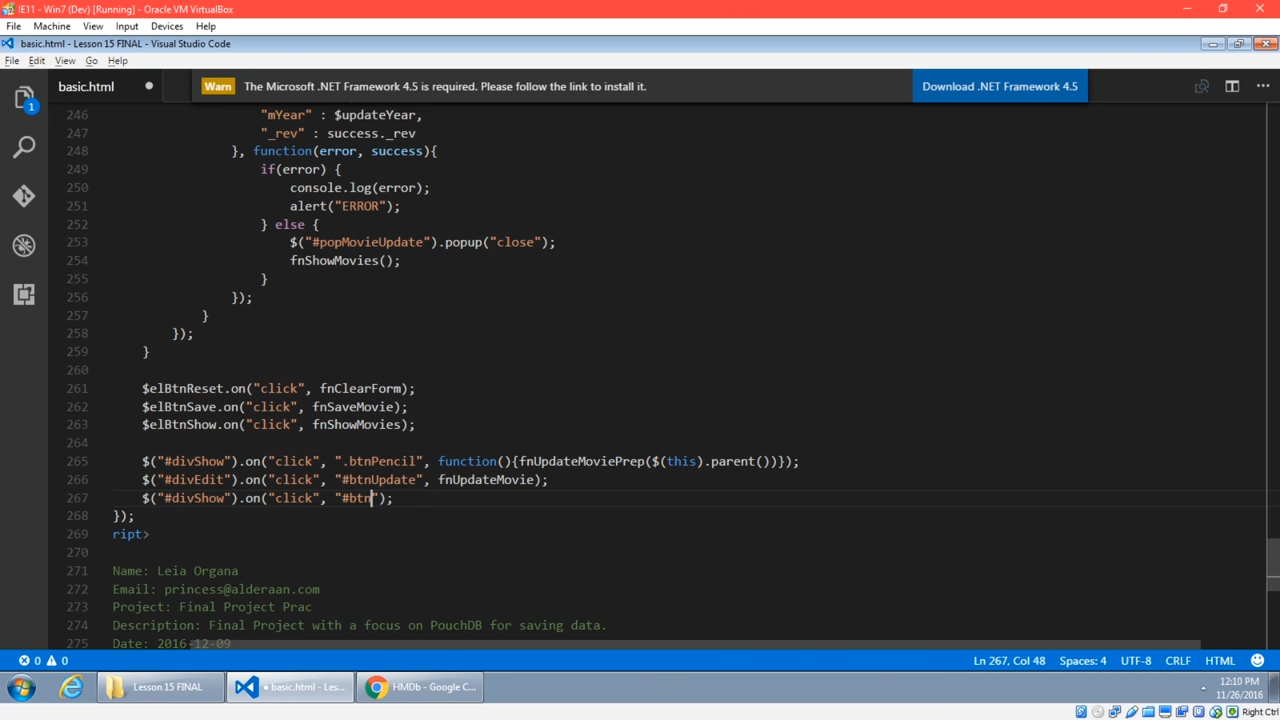 IE11 - Win7 (Dev) [Running] - Oracle VM VirtualBox
File Machine View Input Devices Help
basic.html - Lesson 15 FINAL - Visual Studio Code
File Edit View Go Help
basic.html
Warn The Microsoft .NET Framework 4.5 is required. Please follow the link to install it. Download .NET Framework 4.5
1
246 "mYear" : $updateYear,
247 "_rev" : success._rev
248 }, function(error, success){
249 if(error) {
250 console.log(error);
251 alert("ERROR");
252 } else {
253 $("#popMovieUpdate").popup("close");
254 fnShowMovies();
255 }
256 });
257 }
258 });
259 }
260
261 $elBtnReset.on("click", fnClearForm);
262 $elBtnSave.on("click", fnSaveMovie);
263 $elBtnShow.on("click", fnShowMovies);
264
265 $("#divShow").on("click", ".btnPencil", function(){fnUpdateMoviePrep($(this).parent())});
266 $("#divEdit").on("click", "#btnUpdate", fnUpdateMovie);
267 $("#divShow").on("click", "#btn");
268 });
269 ript>
270
271 Name: Leia Organa
272 Email: princess@alderaan.com
273 Project: Final Project Prac
274 Description: Final Project with a focus on PouchDB for saving data.
275 Date: 2016-12-09
0 0 Ln 267, Col 48 Spaces: 4 UTF-8 CRLF HTML
Lesson 15 FINAL • basic.html - Les... HMDb - Google C... 12:10 PM
11/26/2016
Right Ctrl